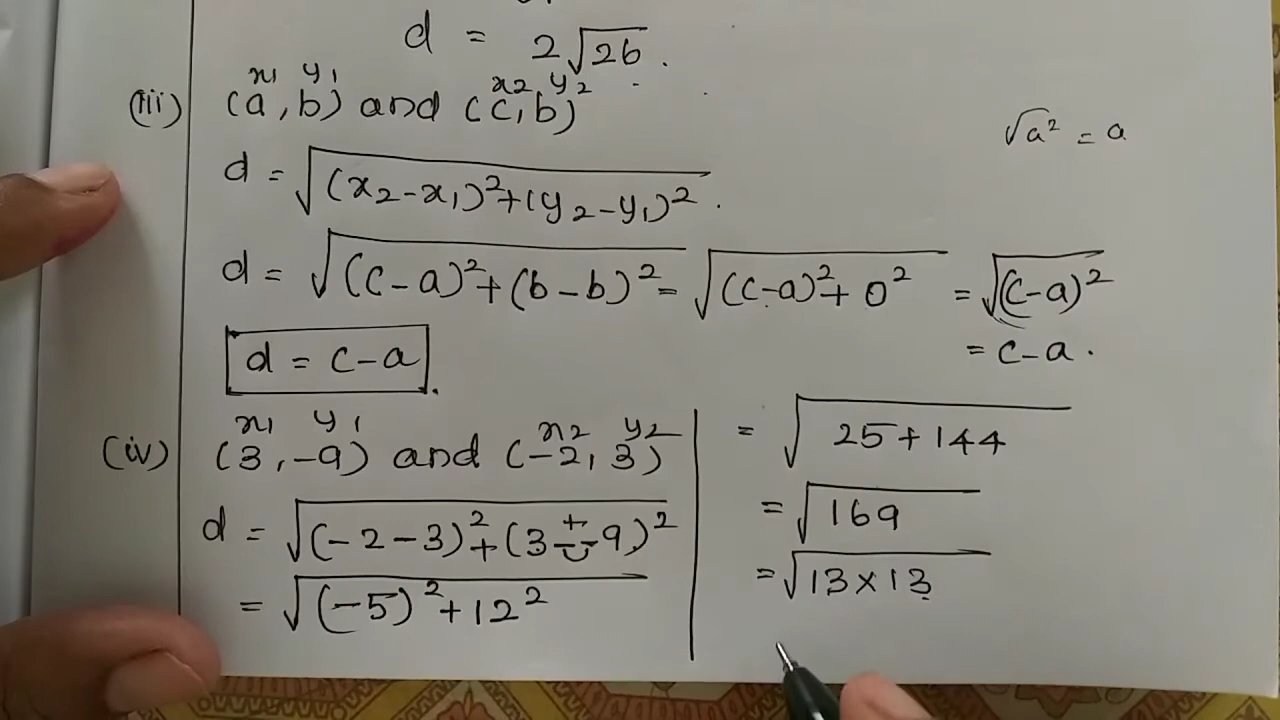 d = 2√26.
x1 y1 x2 y2
(iii) (a, b) and (c, b)
√a² = a
d = √(x2-x1)²+(y2-y1)².
d = √(c-a)²+(b-b)² = √(c-a)²+0² = √(c-a)²
= c-a.
d = c-a.
x1 y1 x2 y2
(iv) (3, -9) and (-2, 3)
d = √(-2-3)²+(3+--9)²
= √(-5)²+12²
= √25+144
= √169
= √13×13